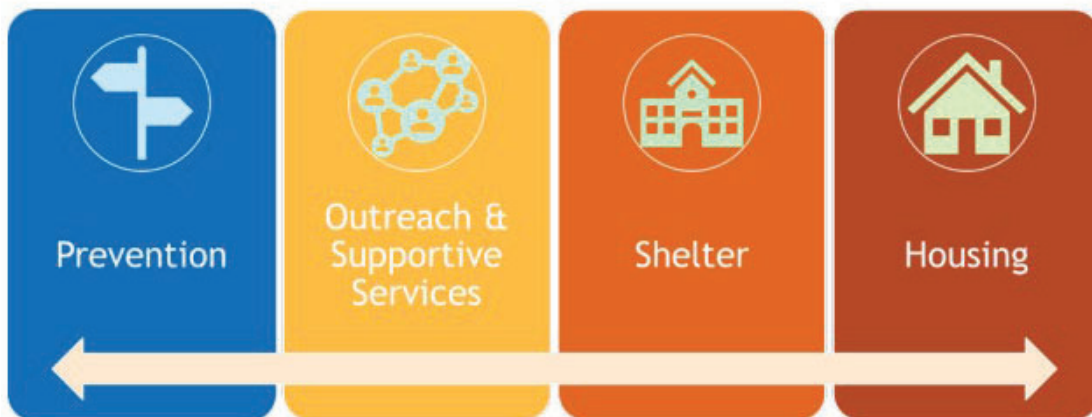 Prevention
Outreach &
Supportive
Services
Shelter
Housing